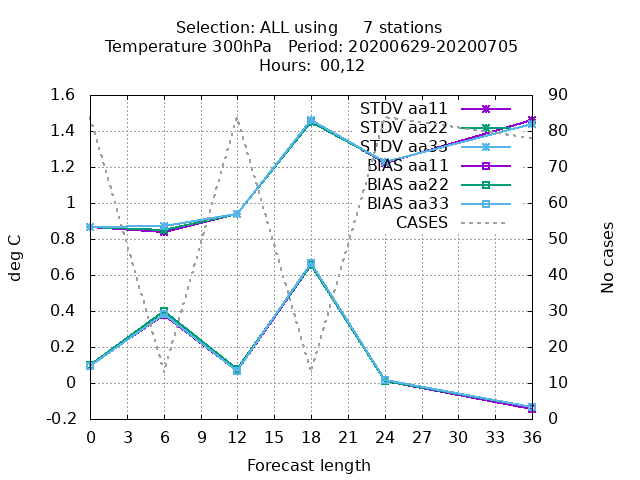 Selection: ALL using 7 stations
Temperature 300hPa Period: 20200629-20200705
Hours: 00,12
1.6
1.4
1.2
1
0.8
0.6
0.4
0.2
0
-0.2
deg C
STDV aa11
STDV aa22
STDV aa33
BIAS aa11
BIAS aa22
BIAS aa33
CASES
90
80
70
60
50
40
30
20
10
0
No cases
0 3 6 9 12 15 18 21 24 27 30 33 36
Forecast length